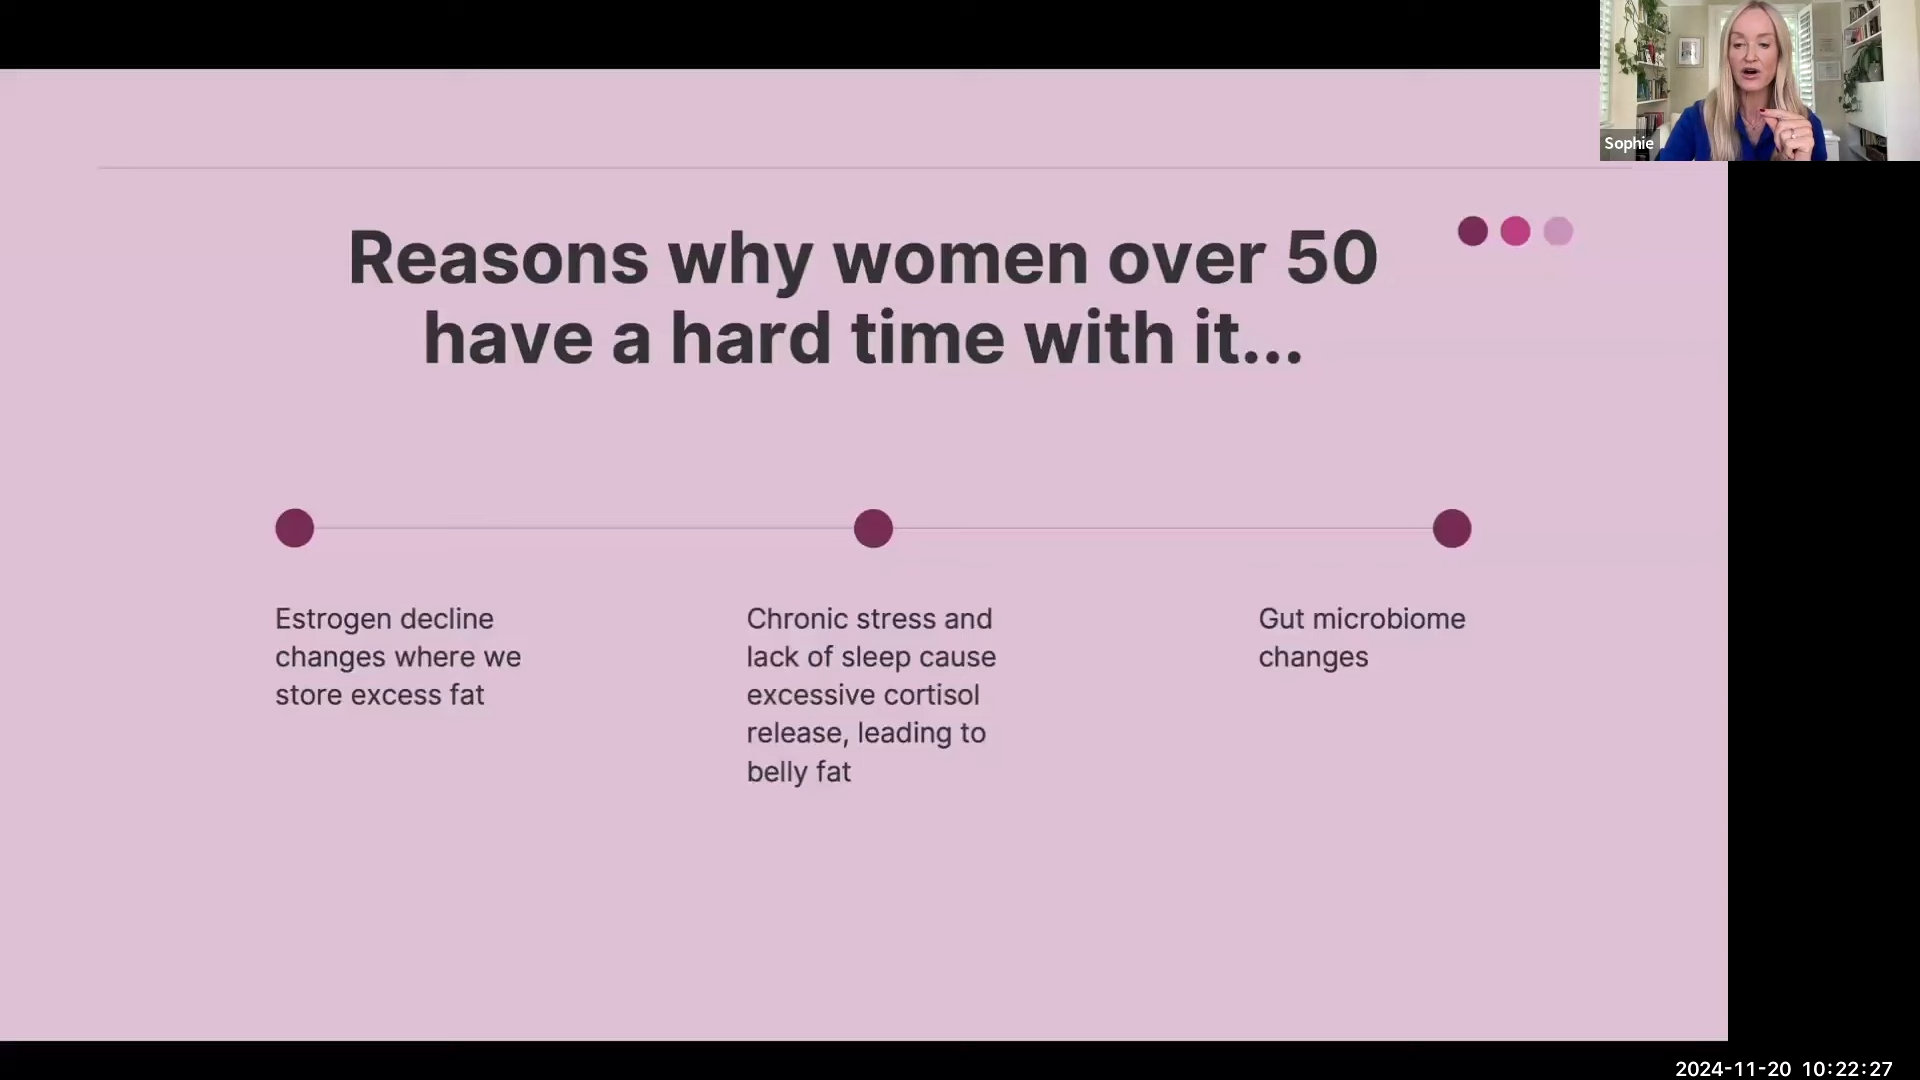 Sophie
Reasons why women over 50
have a hard time with it...
Estrogen decline
changes where we
store excess fat
Chronic stress and
lack of sleep cause
excessive cortisol
release, leading to
belly fat
Gut microbiome
changes
2024-11-20 10:22:27